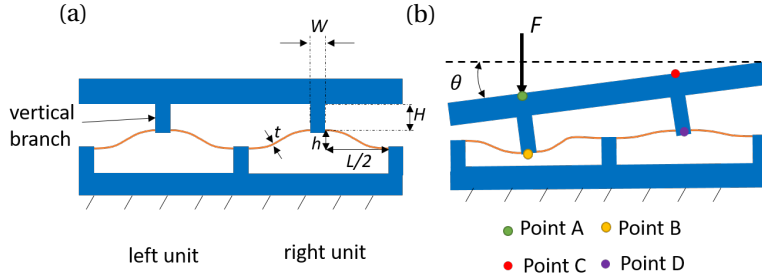 (a)
W
vertical
branch
H
t
h
L/2
left unit
right unit
(b)
F
θ
Point A
Point B
Point C
Point D